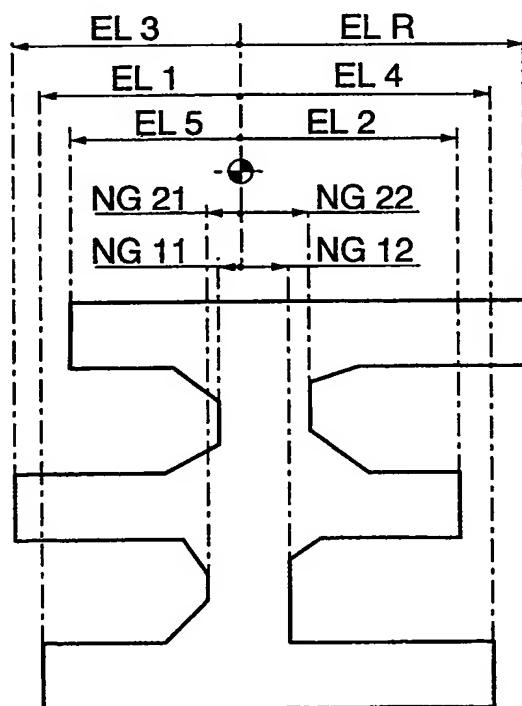 EL 3 EL R
EL 1 EL 4
EL 5 EL 2
NG 21 NG 22
NG 11 NG 12